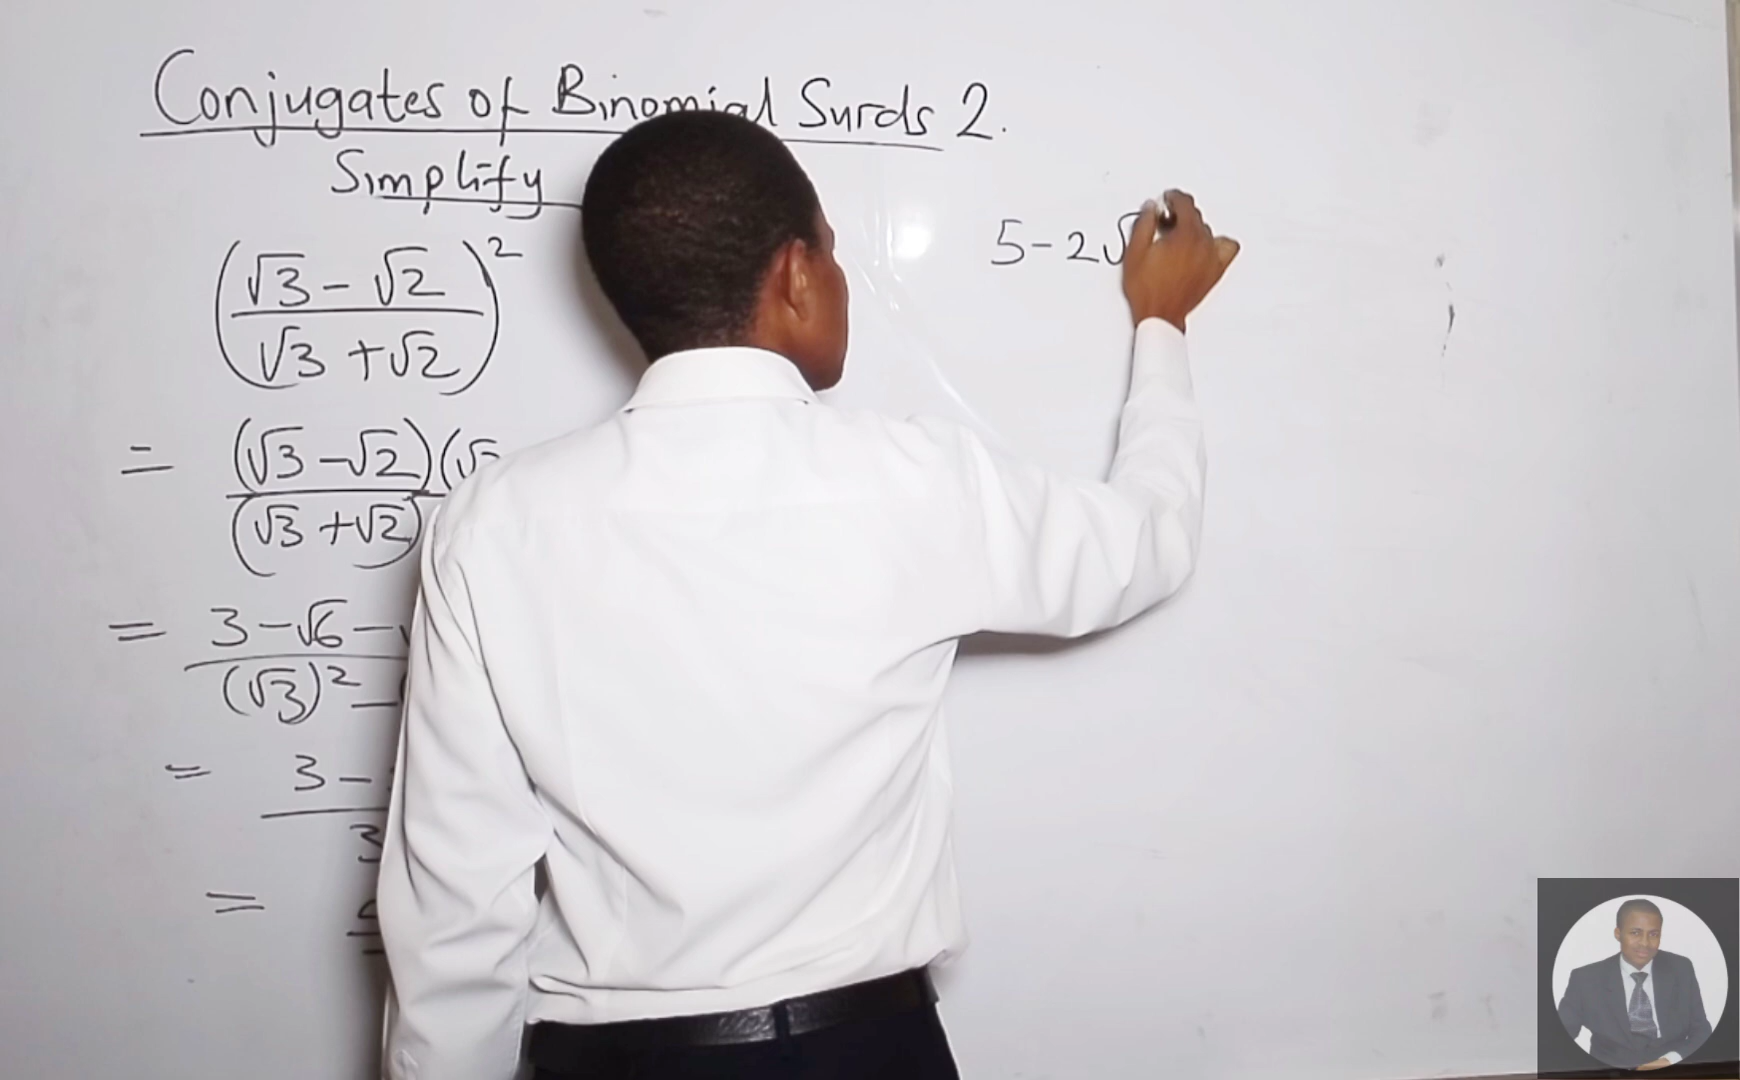 Conjugates of Binomial Surds 2.
Simplify
(√3 - √2 / √3 + √2)²
= (√3 - √2)(√
(√3 + √2)
= 3 - √6 -
(√3)² -
= 3 -
3
=
5 - 2√